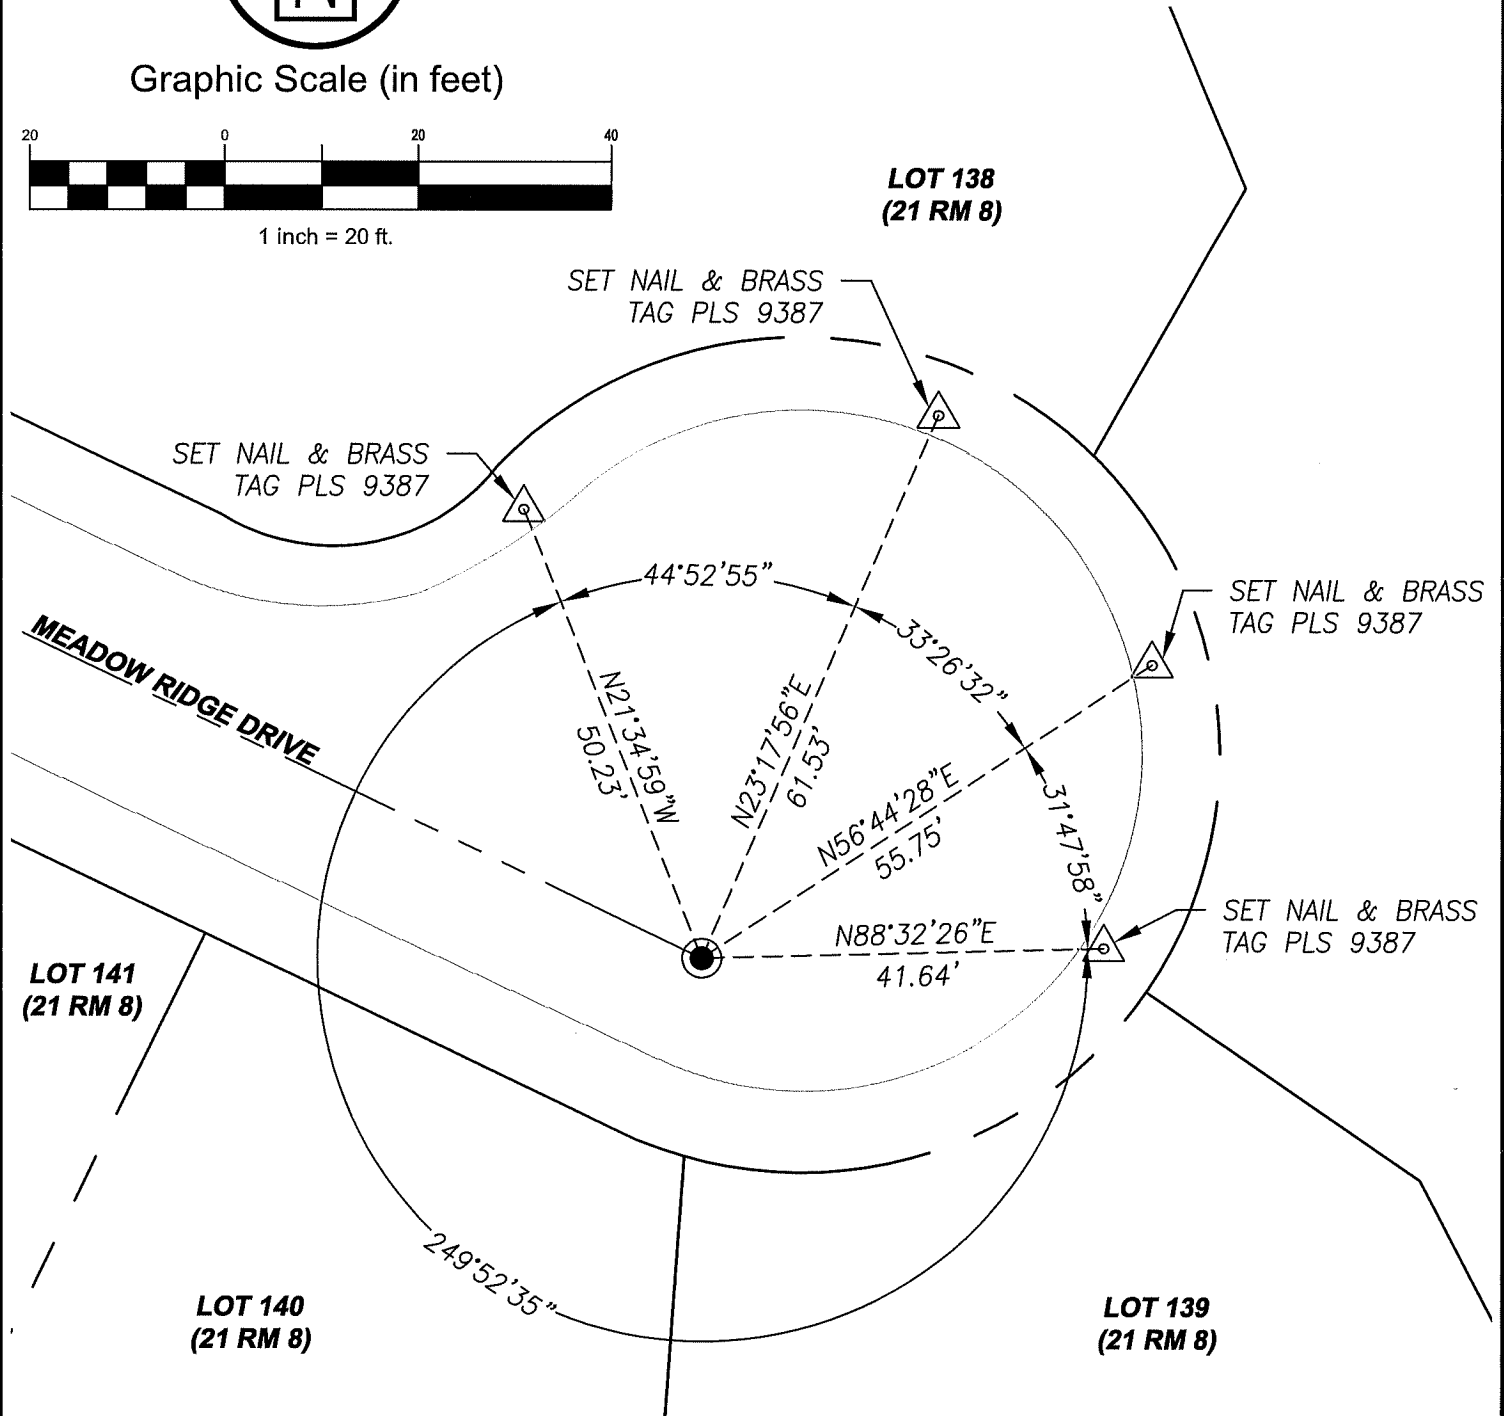 Graphic Scale (in feet)
20 0 20 40
1 inch = 20 ft.
LOT 138
(21 RM 8)
SET NAIL & BRASS
TAG PLS 9387
SET NAIL & BRASS
TAG PLS 9387
44°52'55"
SET NAIL & BRASS
TAG PLS 9387
33°26'32"
MEADOW RIDGE DRIVE
N21°34'59"W
50.23'
N23°17'56"E
61.53'
N56°44'28"E
55.75'
31°47'58"
N88°32'26"E
41.64'
SET NAIL & BRASS
TAG PLS 9387
LOT 141
(21 RM 8)
249°52'35"
LOT 140
(21 RM 8)
LOT 139
(21 RM 8)